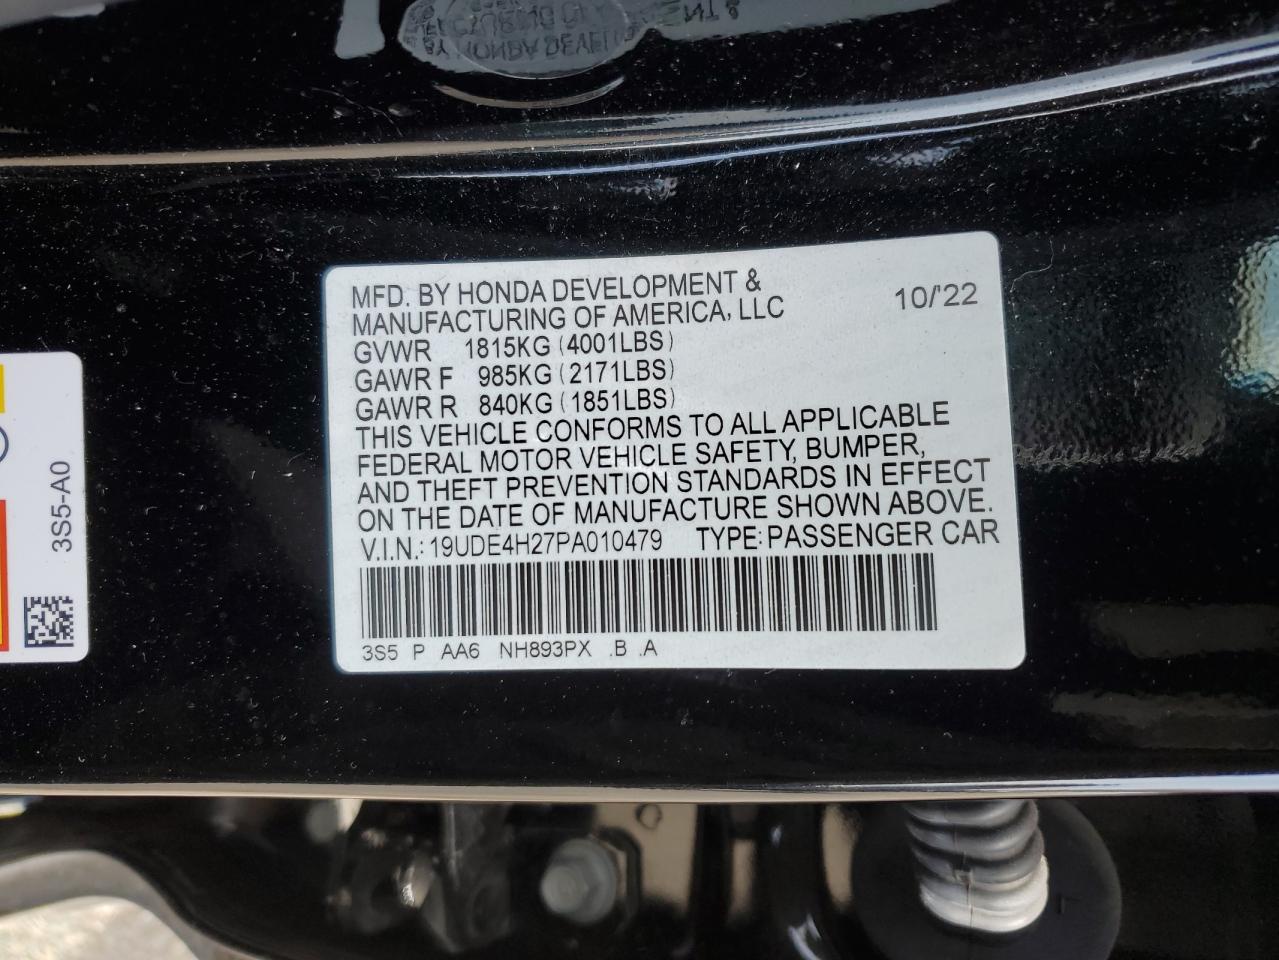 MFD. BY HONDA DEVELOPMENT &
MANUFACTURING OF AMERICA, LLC
10/'22
GVWR 1815KG (4001LBS)
GAWR F 985KG (2171LBS)
GAWR R 840KG (1851LBS)
THIS VEHICLE CONFORMS TO ALL APPLICABLE
FEDERAL MOTOR VEHICLE SAFETY, BUMPER,
AND THEFT PREVENTION STANDARDS IN EFFECT
ON THE DATE OF MANUFACTURE SHOWN ABOVE.
V.I.N.: 19UDE4H27PA010479 TYPE: PASSENGER CAR
3S5 P AA6 NH893PX .B .A
3S5-A0